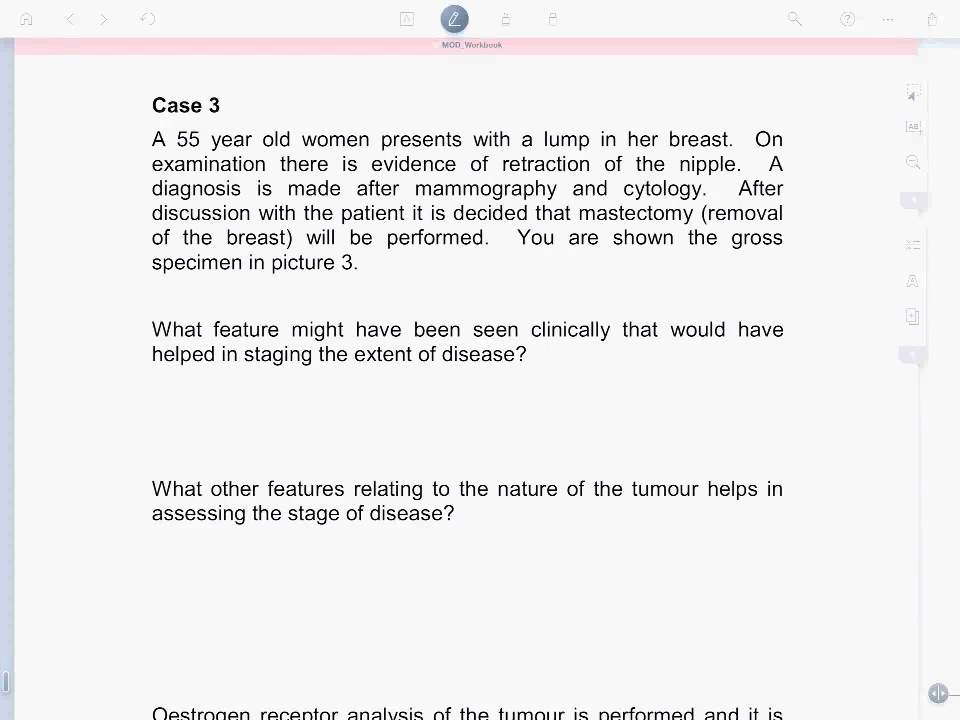 MOD_Workbook
Case 3
A 55 year old women presents with a lump in her breast. On
examination there is evidence of retraction of the nipple. A
diagnosis is made after mammography and cytology. After
discussion with the patient it is decided that mastectomy (removal
of the breast) will be performed. You are shown the gross
specimen in picture 3.
What feature might have been seen clinically that would have
helped in staging the extent of disease?
What other features relating to the nature of the tumour helps in
assessing the stage of disease?
Oestrogen receptor analysis of the tumour is performed and it is